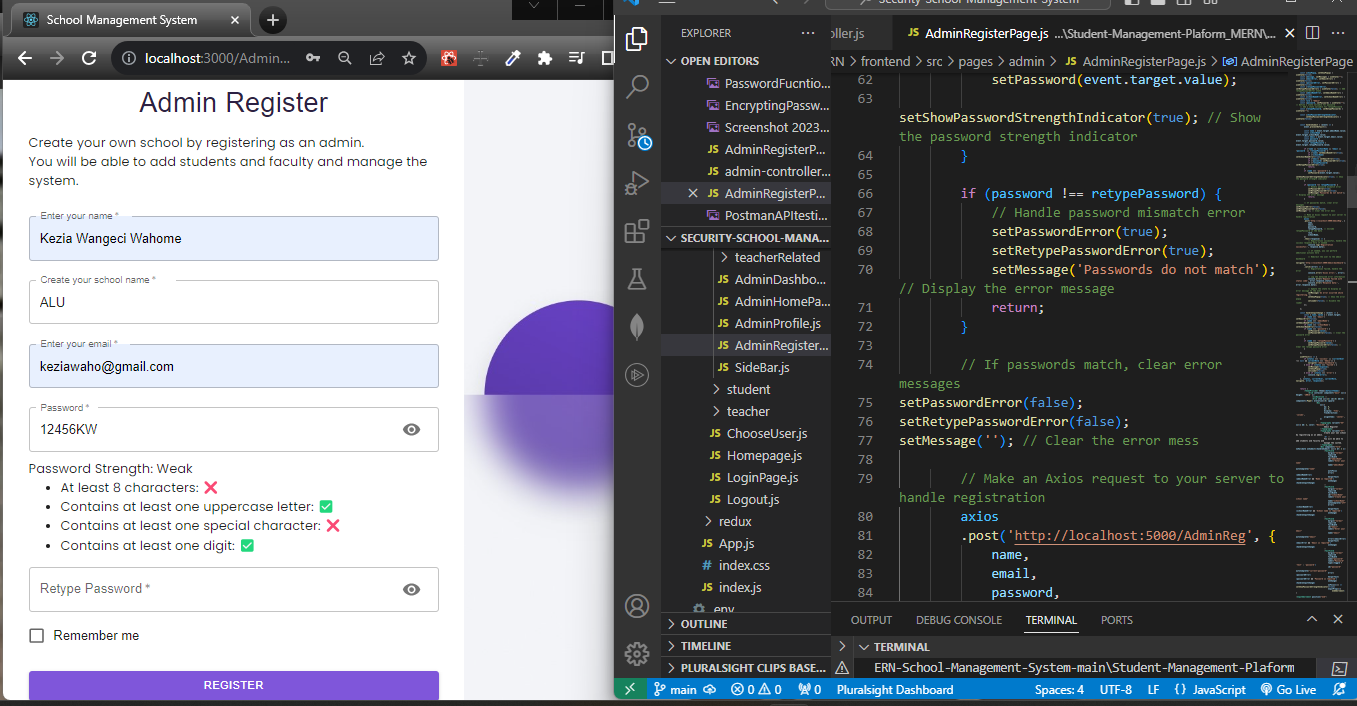 School Management System
localhost:3000/Admin...
Admin Register
Create your own school by registering as an admin.
You will be able to add students and faculty and manage the
system.
Enter your name *
Kezia Wangeci Wahome
Create your school name *
ALU
Enter your email *
keziawaho@gmail.com
Password *
12456KW
Password Strength: Weak
At least 8 characters: ❌
Contains at least one uppercase letter: ✅
Contains at least one special character: ❌
Contains at least one digit: ✅
Retype Password *
Remember me
REGISTER
Security-School-Management-System
EXPLORER
OPEN EDITORS
PasswordFucntio...
EncryptingPassw...
Screenshot 2023...
JS AdminRegisterP...
JS admin-controller...
JS AdminRegisterP...
PostmanAPItesti...
SECURITY-SCHOOL-MANA...
teacherRelated
JS AdminDashbo...
JS AdminHomePa...
JS AdminProfile.js
JS AdminRegister...
JS SideBar.js
student
teacher
JS ChooseUser.js
JS Homepage.js
JS LoginPage.js
JS Logout.js
redux
JS App.js
# index.css
JS index.js
.env
OUTLINE
TIMELINE
PLURALSIGHT CLIPS BASE...
oller.js
JS AdminRegisterPage.js ...\Student-Management-Plaform_MERN\...
RN > frontend > src > pages > admin > JS AdminRegisterPage.js > AdminRegisterPage
62 setPassword(event.target.value);
63
setShowPasswordStrengthIndicator(true); // Show
the password strength indicator
64 }
65
66 if (password !== retypePassword) {
67 // Handle password mismatch error
68 setPasswordError(true);
69 setRetypePasswordError(true);
70 setMessage('Passwords do not match');
// Display the error message
71 return;
72 }
73
74 // If passwords match, clear error
messages
75 setPasswordError(false);
76 setRetypePasswordError(false);
77 setMessage(''); // Clear the error mess
78
79 // Make an Axios request to your server to
handle registration
80 axios
81 .post('http://localhost:5000/AdminReg', {
82 name,
83 email,
84 password,
OUTPUT DEBUG CONSOLE TERMINAL PORTS
TERMINAL
ERN-School-Management-System-main\Student-Management-Plaform
main 0 0 0 Pluralsight Dashboard Spaces: 4 UTF-8 LF {} JavaScript Go Live